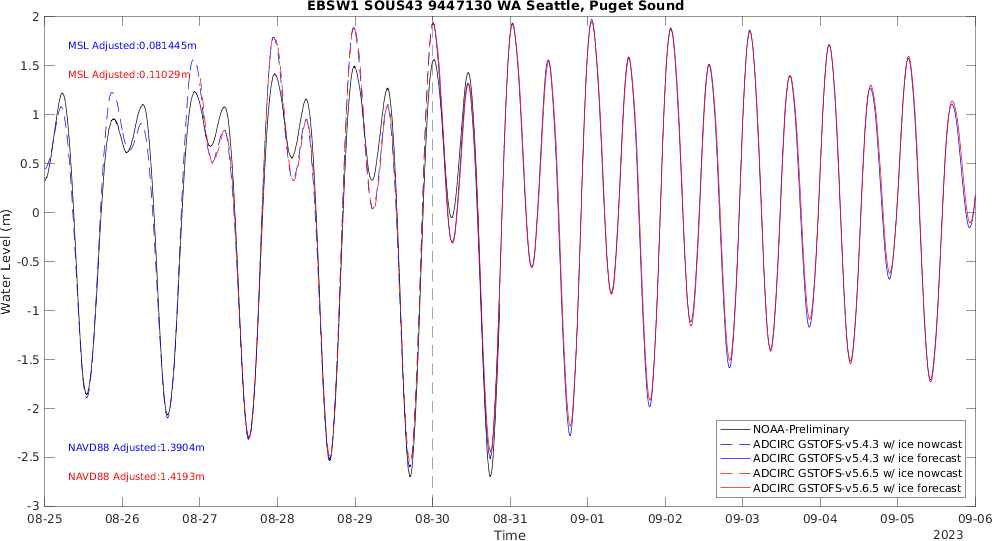 EBSW1 SOUS43 9447130 WA Seattle, Puget Sound
2
1.5
1
0.5
0
-0.5
-1
-1.5
-2
-2.5
-3
Water Level (m)
MSL Adjusted:0.081445m
MSL Adjusted:0.11029m
NAVD88 Adjusted:1.3904m
NAVD88 Adjusted:1.4193m
NOAA-Preliminary
ADCIRC GSTOFS-v5.4.3 w/ ice nowcast
ADCIRC GSTOFS-v5.4.3 w/ ice forecast
ADCIRC GSTOFS-v5.6.5 w/ ice nowcast
ADCIRC GSTOFS-v5.6.5 w/ ice forecast
08-25 08-26 08-27 08-28 08-29 08-30 08-31 09-01 09-02 09-03 09-04 09-05 09-06
Time
2023